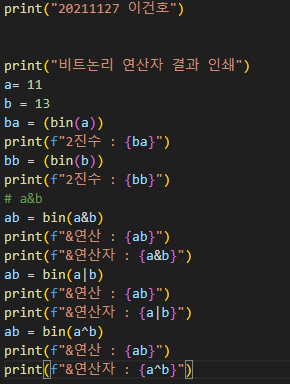 print("20211127 이건호")
print("비트논리 연산자 결과 인쇄")
a= 11
b = 13
ba = (bin(a))
print(f"2진수 : {ba}")
bb = (bin(b))
print(f"2진수 : {bb}")
# a&b
ab = bin(a&b)
print(f"&연산 : {ab}")
print(f"&연산자 : {a&b}")
ab = bin(a|b)
print(f"&연산 : {ab}")
print(f"&연산자 : {a|b}")
ab = bin(a^b)
print(f"&연산 : {ab}")
print(f"&연산자 : {a^b}")